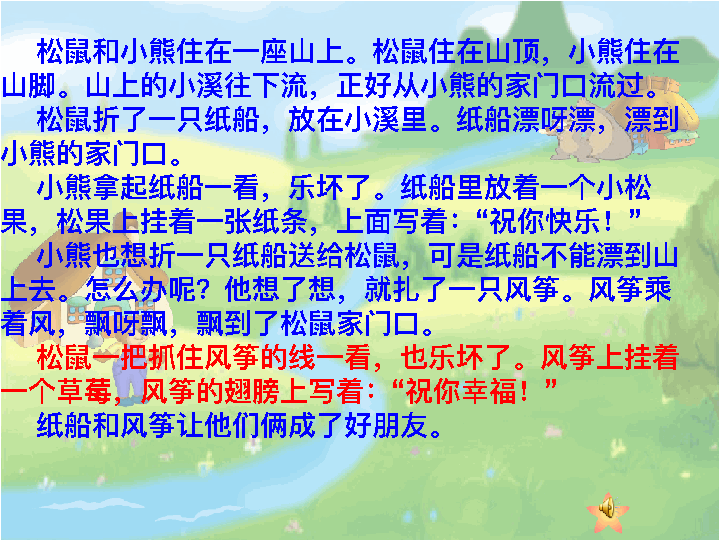 松鼠和小熊住在一座山上。松鼠住在山顶，小熊住在
山脚。山上的小溪往下流，正好从小熊的家门口流过。
松鼠折了一只纸船，放在小溪里。纸船漂呀漂，漂到
小熊的家门口。
小熊拿起纸船一看，乐坏了。纸船里放着一个小松
果，松果上挂着一张纸条，上面写着：“祝你快乐！”
小熊也想折一只纸船送给松鼠，可是纸船不能漂到山
上去。怎么办呢？他想了想，就扎了一只风筝。风筝乘
着风，飘呀飘，飘到了松鼠家门口。
松鼠一把抓住风筝的线一看，也乐坏了。风筝上挂着
一个草莓，风筝的翅膀上写着：“祝你幸福！”
纸船和风筝让他们俩成了好朋友。